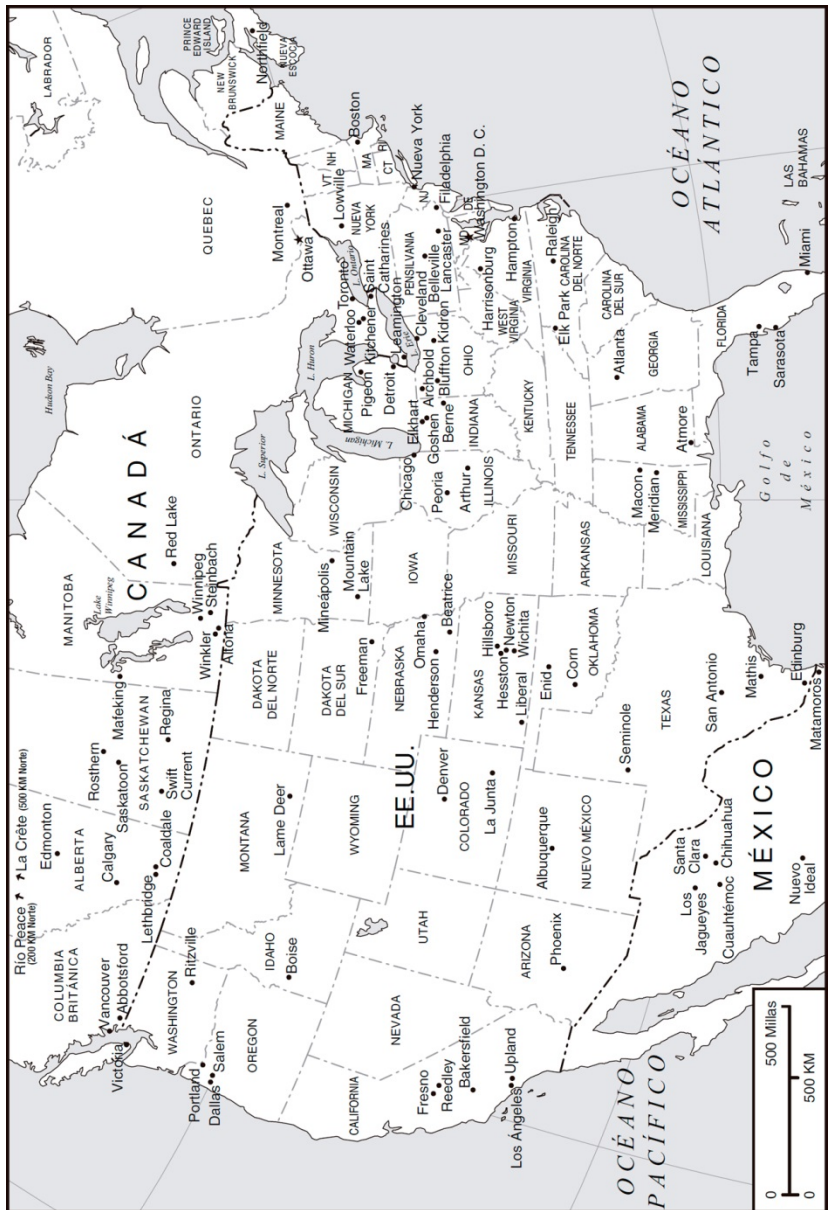 Río Peace
(200 KM Norte)
La Crête (500 KM Norte)
COLUMBIA
BRITÁNICA
Vancouver
Abbotsford
Victoria
Edmonton
ALBERTA
Calgary
Lethbridge
Coaldale
Rosthern
Saskatoon
SASKATCHEWAN
Swift
Current
Regina
Mafeking
MANITOBA
Lake
Winnipeg
Winnipeg
Steinbach
Winkler
Altona
CANADÁ
Red Lake
ONTARIO
Hudson Bay
QUEBEC
Montreal
Ottawa
LABRADOR
NEW
BRUNSWICK
PRINCE
EDWARD
ISLAND
Northfield
NUEVA
ESCOCIA
WASHINGTON
Ritzville
Portland
Dallas
Salem
OREGON
IDAHO
Boise
MONTANA
Lame Deer
DAKOTA
DEL NORTE
MINNESOTA
Mineápolis
Mountain
Lake
DAKOTA
DEL SUR
Freeman
WISCONSIN
L. Superior
L. Michigan
L. Huron
L. Erie
L. Ontario
MICHIGAN
Pigeon
Detroit
Waterloo
Kitchener
Toronto
Saint
Catharines
Leamington
Lowville
NUEVA
YORK
VT
NH
MAINE
MA
Boston
CT
RI
Nueva York
NJ
Filadelphia
DE
MD
Washington D. C.
PENSILVANIA
Belleville
Lancaster
Cleveland
Kidron
OHIO
Archbold
Bluffton
Elkhart
Goshen
Berne
INDIANA
Chicago
Peoria
Arthur
ILLINOIS
IOWA
WYOMING
NEBRASKA
Omaha
Henderson
Beatrice
EE.UU.
CALIFORNIA
Fresno
Reedley
Bakersfield
Los Ángeles
Upland
NEVADA
UTAH
Denver
COLORADO
La Junta
KANSAS
Hillsboro
Hesston
Newton
Wichita
Liberal
MISSOURI
KENTUCKY
WEST
VIRGINIA
Harrisonburg
VIRGINIA
Hampton
Raleigh
CAROLINA
DEL NORTE
Elk Park
TENNESSEE
ARKANSAS
OKLAHOMA
Enid
Corn
ARIZONA
Phoenix
NUEVO MÉXICO
Albuquerque
TEXAS
Seminole
San Antonio
Mathis
Edinburg
Matamoros
LOUISIANA
MISSISSIPPI
Macon
Meridian
ALABAMA
Atmore
GEORGIA
Atlanta
CAROLINA
DEL SUR
FLORIDA
Tampa
Sarasota
Miami
LAS
BAHAMAS
OCÉANO
ATLÁNTICO
Golfo
de
México
MÉXICO
Santa
Clara
Los
Jagueyes
Cuauhtémoc
Chihuahua
Nuevo
Ideal
OCÉANO
PACÍFICO
0
500 Millas
0
500 KM